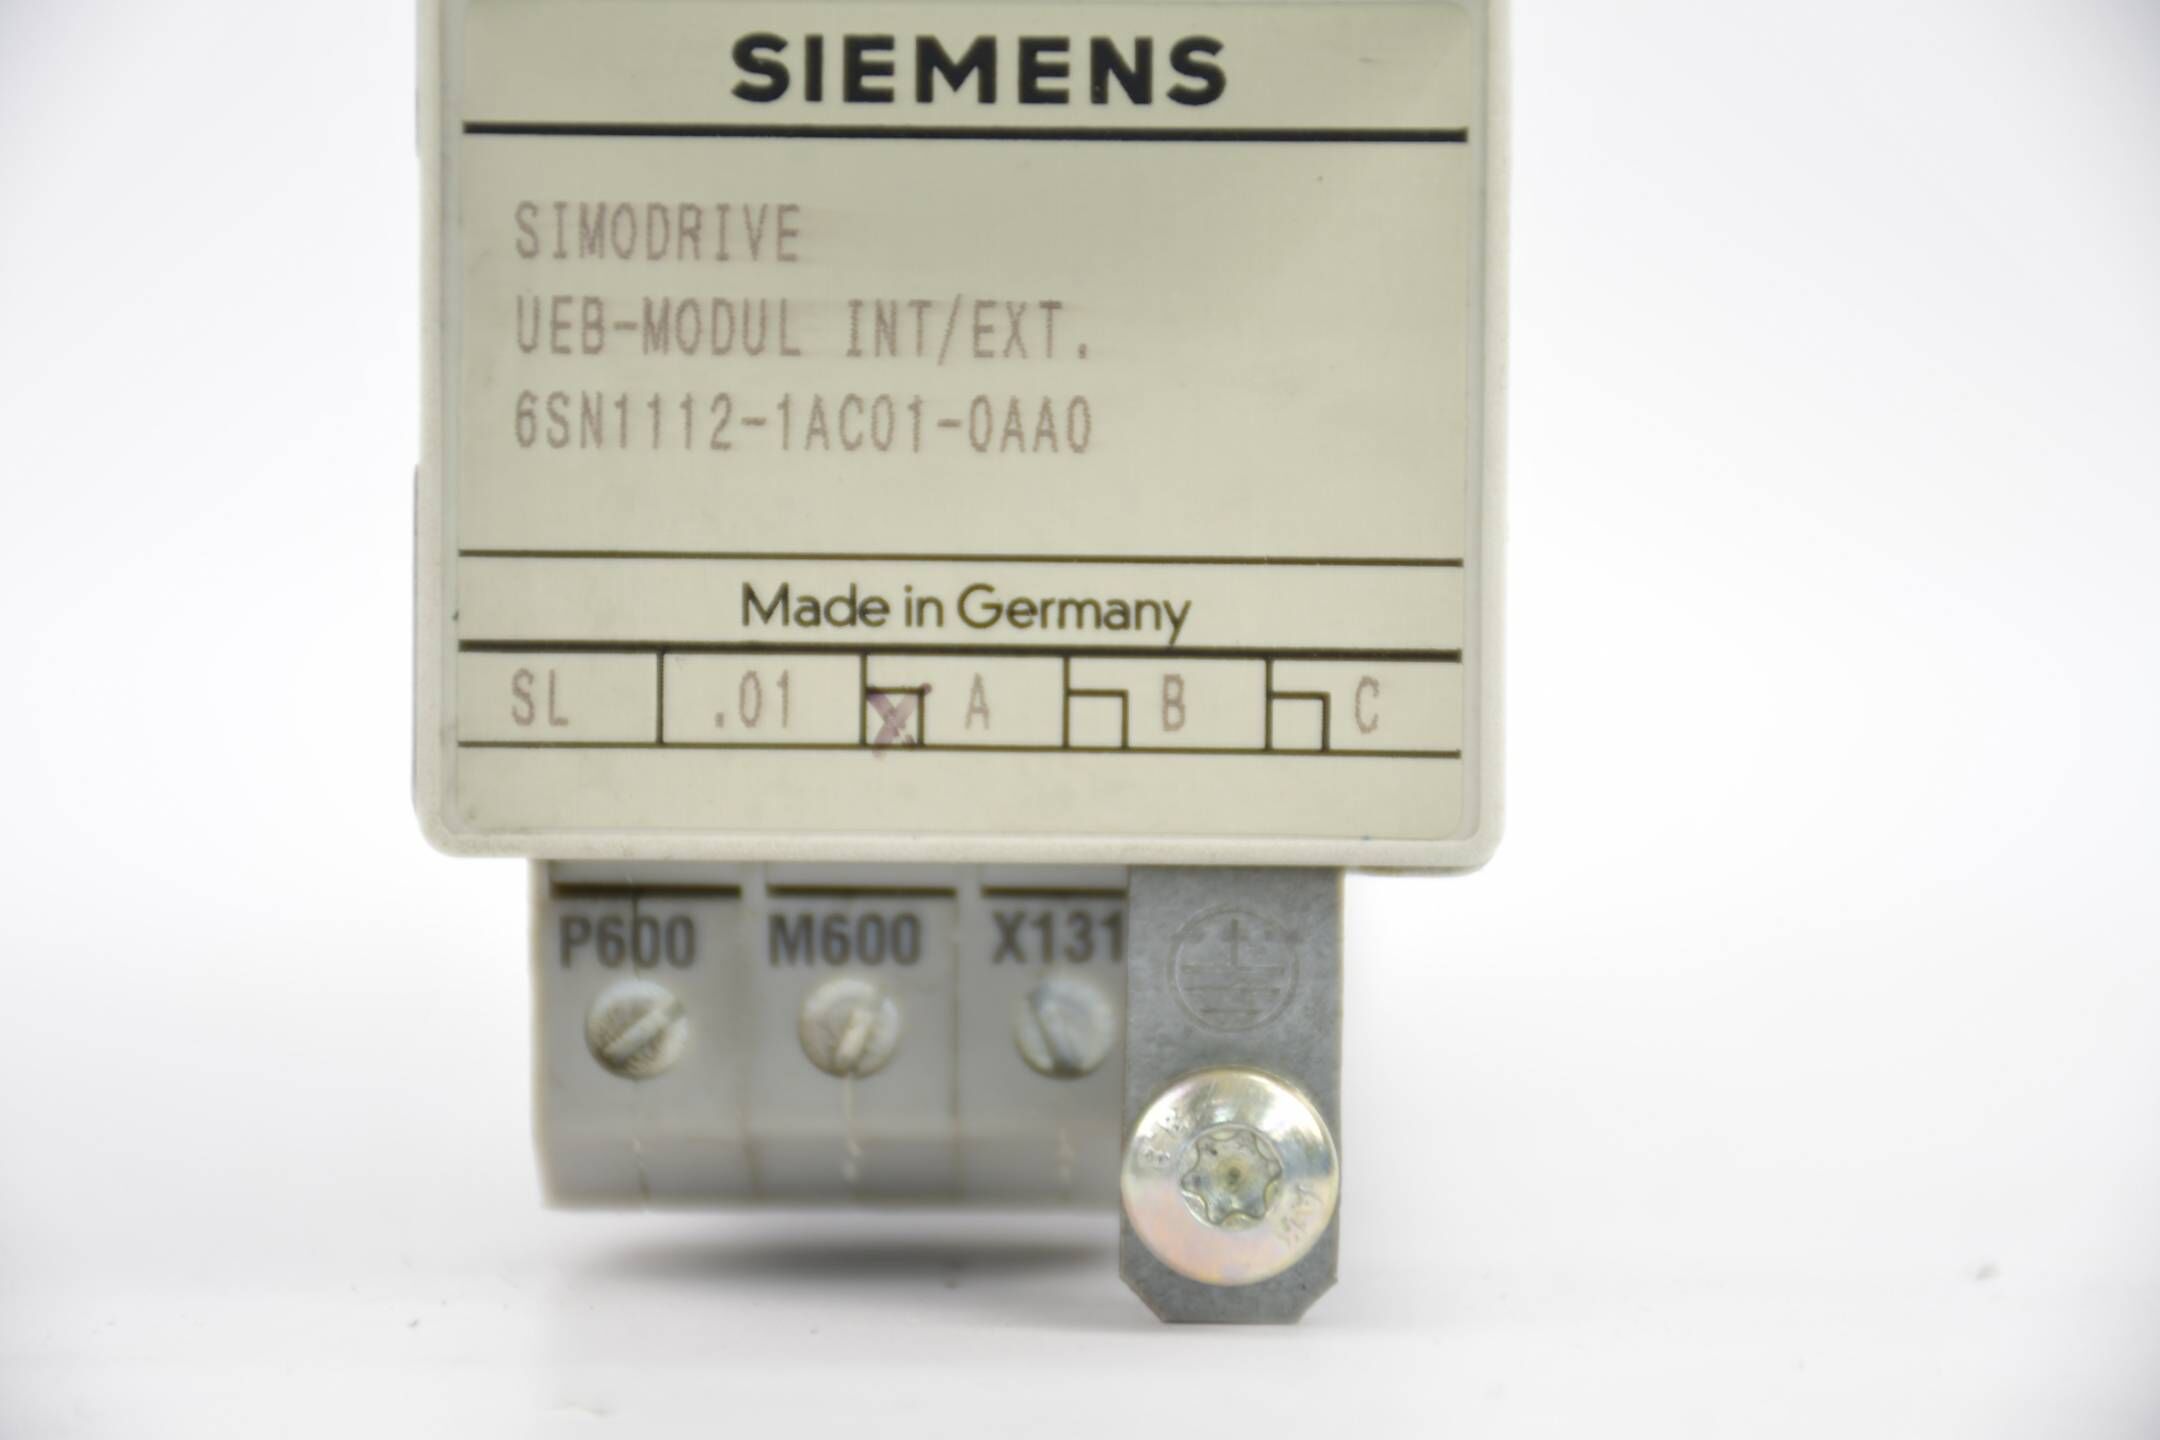 SIEMENS
SIMODRIVE
UEB-MODUL INT/EXT.
6SN1112-1AC01-0AA0
Made in Germany
SL .01 X A B C
P600 M600 X131